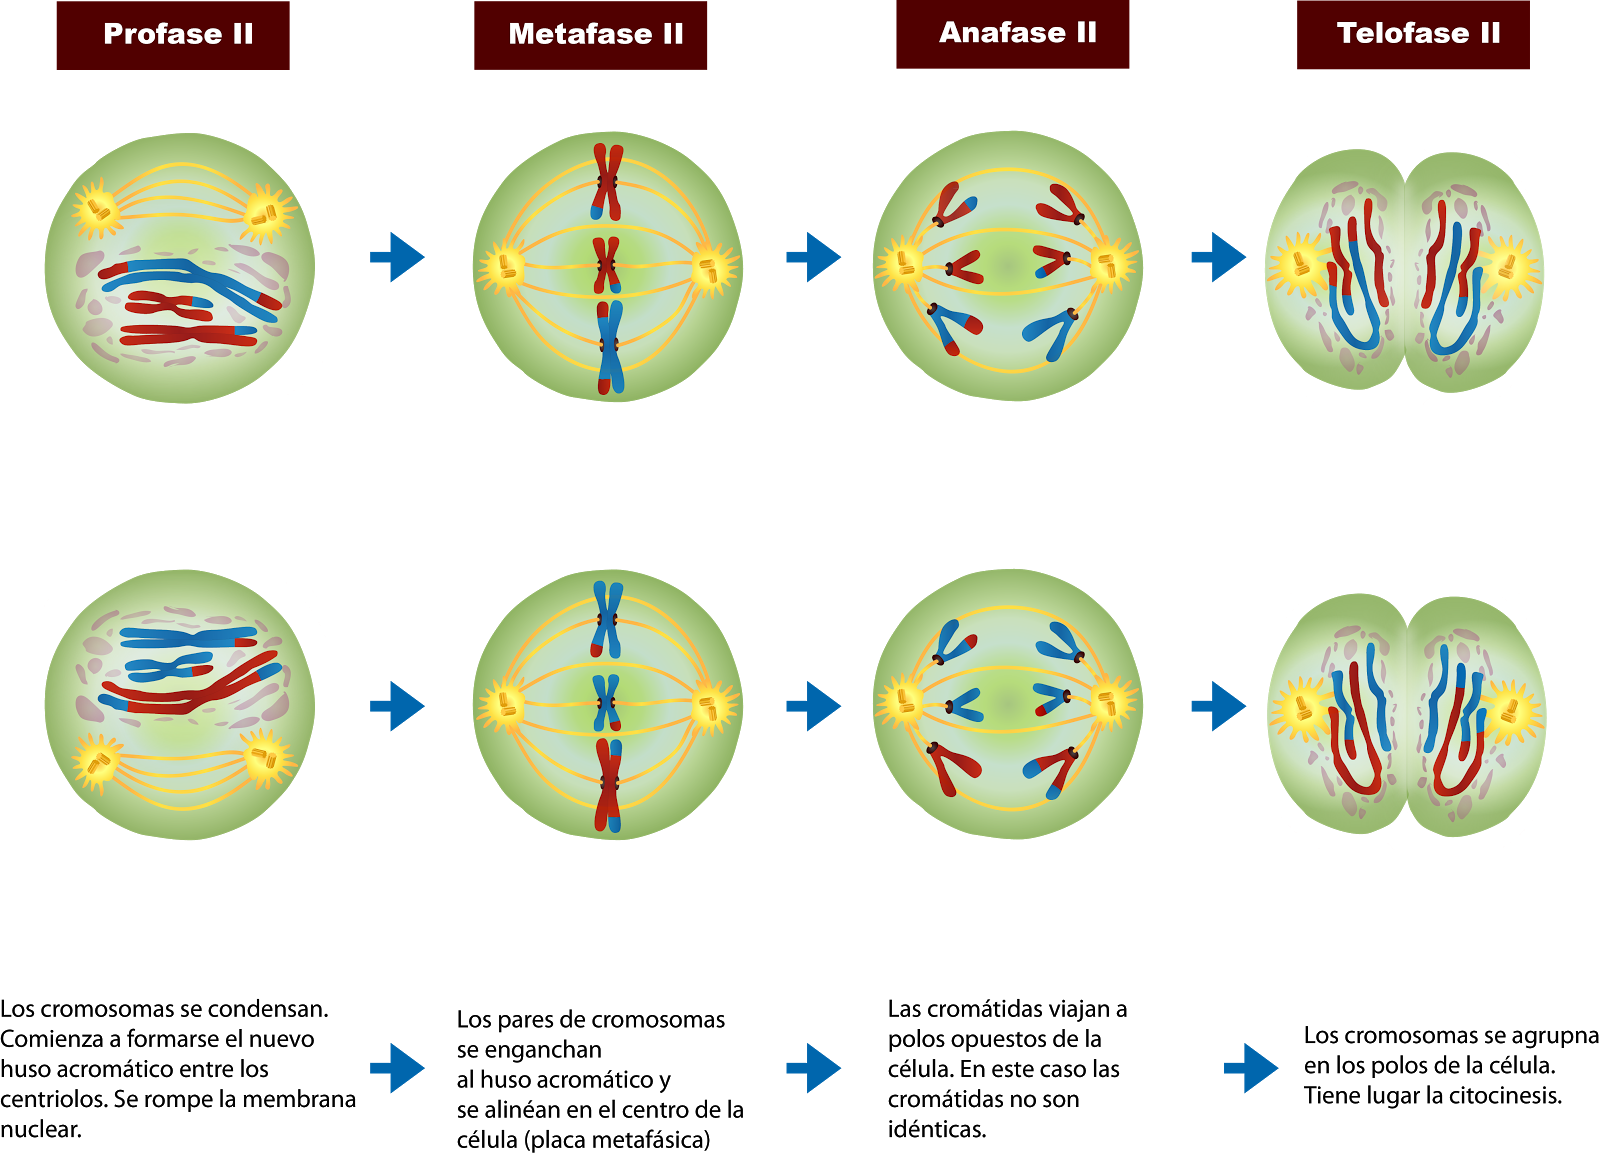 Profase II
Metafase II
Anafase II
Telofase II
Los cromosomas se condensan.
Comienza a formarse el nuevo
huso acromático entre los
centriolos. Se rompe la membrana
nuclear.
Los pares de cromosomas
se enganchan
al huso acromático y
se alinéan en el centro de la
célula (placa metafásica)
Las cromátidas viajan a
polos opuestos de la
célula. En este caso las
cromátidas no son
idénticas.
Los cromosomas se agrupna
en los polos de la célula.
Tiene lugar la citocinesis.